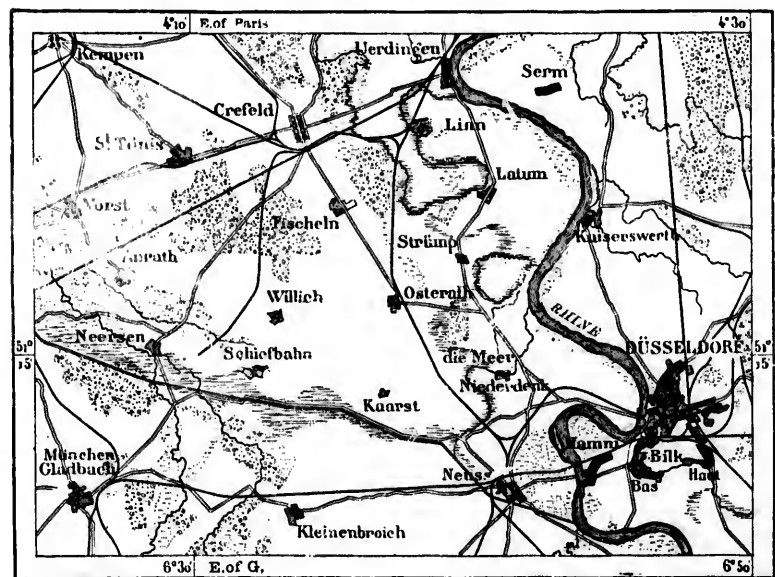 4°10' E. of Paris 4°30'
Kempen
Uerdingen
Serm
Crefeld
Linn
St Tönis
Latum
Vorst
Fischeln
Kaiserswerth
Strümp
Anrath
Willich
Osterath
RHINE
51°
15
Neersen
die Meer
DÜSSELDORF
51°
15
Schiefbahn
Niederdonk
Kaarst
Hamm
Bilk
München
Gladbach
Neuss
Bas
Kleinenbroich
6°30' E. of G. 6°50'